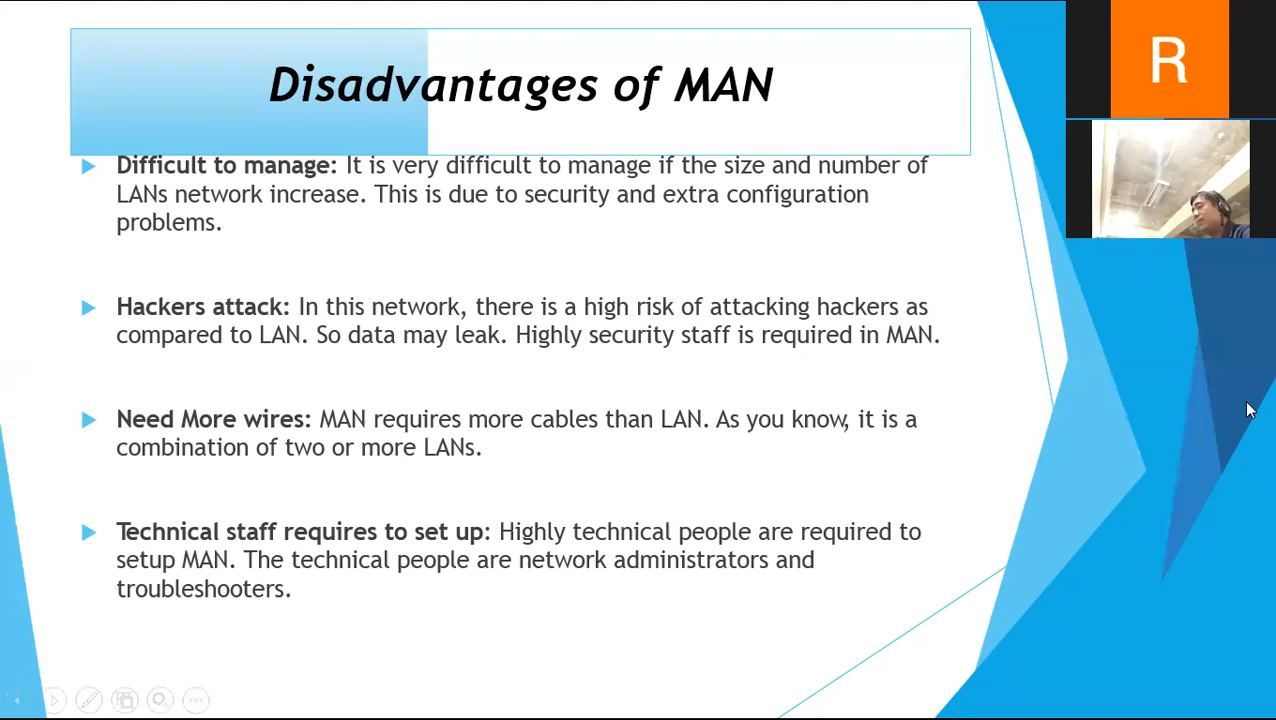 Disadvantages of MAN
R
Difficult to manage: It is very difficult to manage if the size and number of
LANs network increase. This is due to security and extra configuration
problems.
Hackers attack: In this network, there is a high risk of attacking hackers as
compared to LAN. So data may leak. Highly security staff is required in MAN.
Need More wires: MAN requires more cables than LAN. As you know, it is a
combination of two or more LANs.
Technical staff requires to set up: Highly technical people are required to
setup MAN. The technical people are network administrators and
troubleshooters.